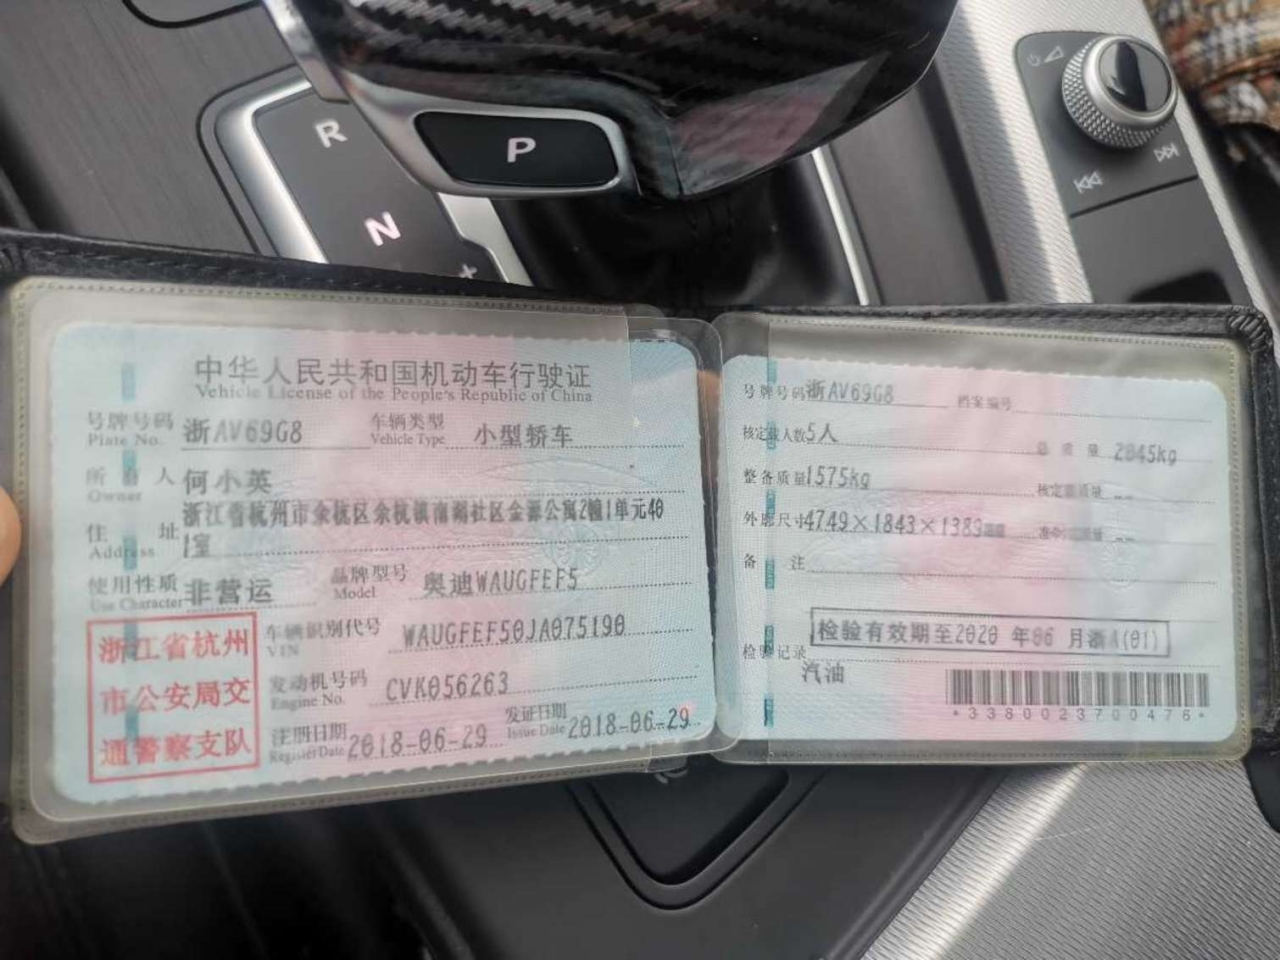 R
P
N
+
中华人民共和国机动车行驶证
Vehicle License of the People's Republic of China
号牌号码 浙AV69G8 车辆类型 小型轿车
Plate No. Vehicle Type
所有人 何小英
Owner
住址 浙江省杭州市余杭区余杭镇南湖社区金源公寓2幢1单元40
1室
Address
使用性质 非营运 品牌型号 奥迪WAUGFEF5
Use Character Model
车辆识别代号 WAUGFEF50JA075190
VIN
发动机号码 CVK056263
Engine No.
注册日期 2018-06-29 发证日期 2018-06-29
Register Date Issue Date
浙江省杭州
市公安局交
通警察支队
号牌号码 浙AV69G8 档案编号
核定载人数 5人 总质量 2045kg
整备质量 1575kg 核定载质量 --
外廓尺寸 4749×1843×1389mm --
备注
检验有效期至2020年06月浙A(01)
检验记录
汽油
*3380023700476*